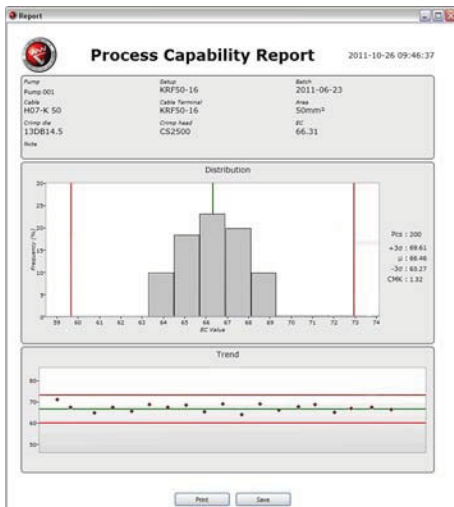 Report
Process Capability Report
2011-10-26 09:46:37
Pump Setup Batch
Pump 001 KRF50-16 2011-06-23
Cable Cable Terminal Area
H07-K 50 KRF50-16 50mm²
Crimp die Crimp head EC
13DB14.5 CS2500 66.31
Note
Distribution
Frequency (%)
30
25
20
15
10
5
0
59 60 61 62 63 64 65 66 67 68 69 70 71 72 73 74
EC Value
Pcs : 200
+3σ : 69.61
μ : 66.46
-3σ : 63.27
CMK : 1.32
Trend
80
70
60
50
Print Save